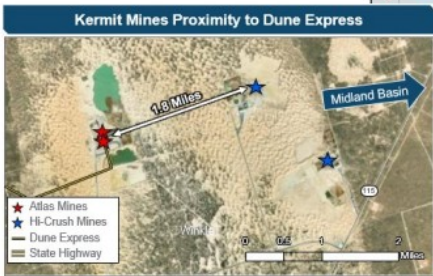 Kermit Mines Proximity to Dune Express
1.8 Miles
Midland Basin
115
Atlas Mines
Hi-Crush Mines
Dune Express
State Highway
Winkler
0 0.5 1 2
Miles